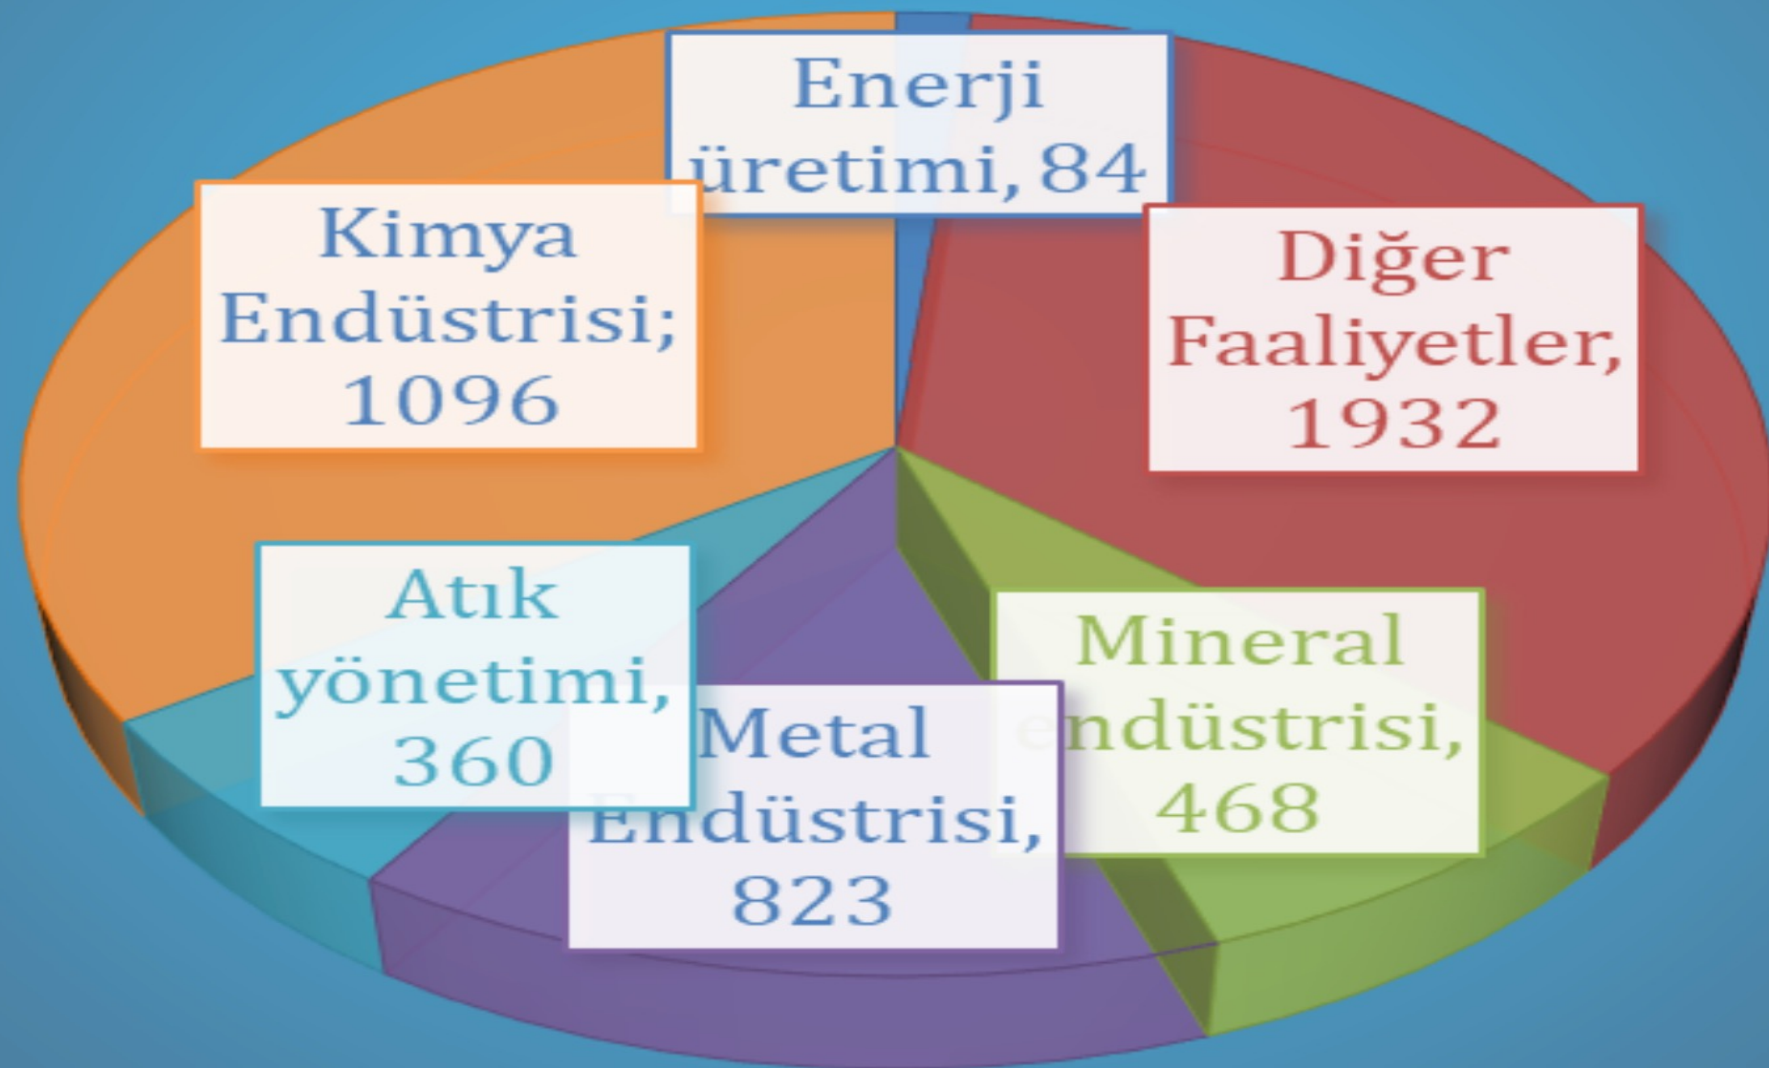 Enerji
üretimi, 84
Kimya
Endüstrisi;
1096
Diğer
Faaliyetler,
1932
Atık
yönetimi,
360
Metal
Endüstrisi,
823
Mineral
endüstrisi,
468